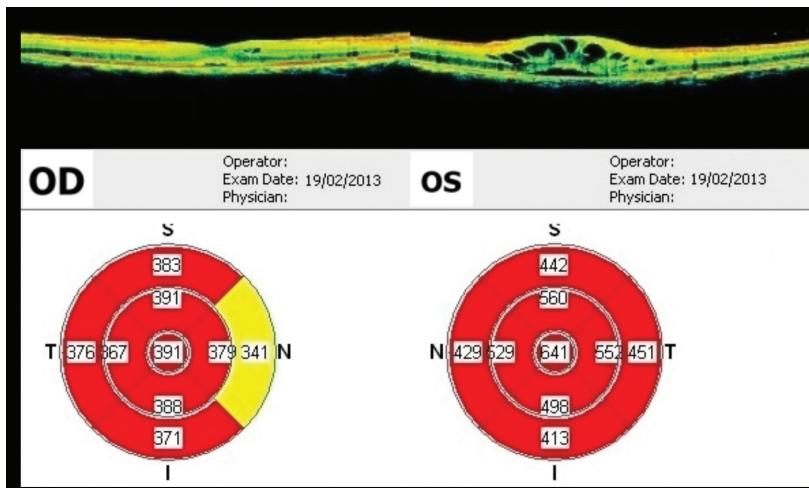 OD
Operator:
Exam Date: 19/02/2013
Physician:
OS
Operator:
Exam Date: 19/02/2013
Physician:
S
383
391
T 376 367 391 379 341 N
388
371
I
S
442
560
N 429 529 641 552 451 T
498
413
I